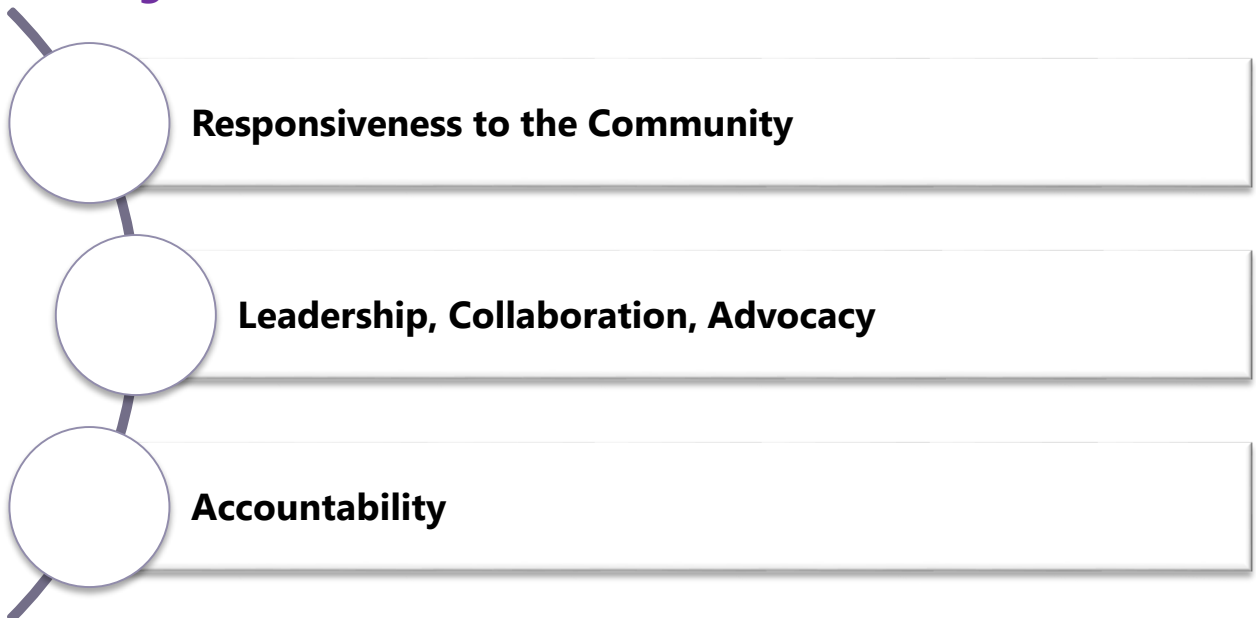 Responsiveness to the Community
Leadership, Collaboration, Advocacy
Accountability